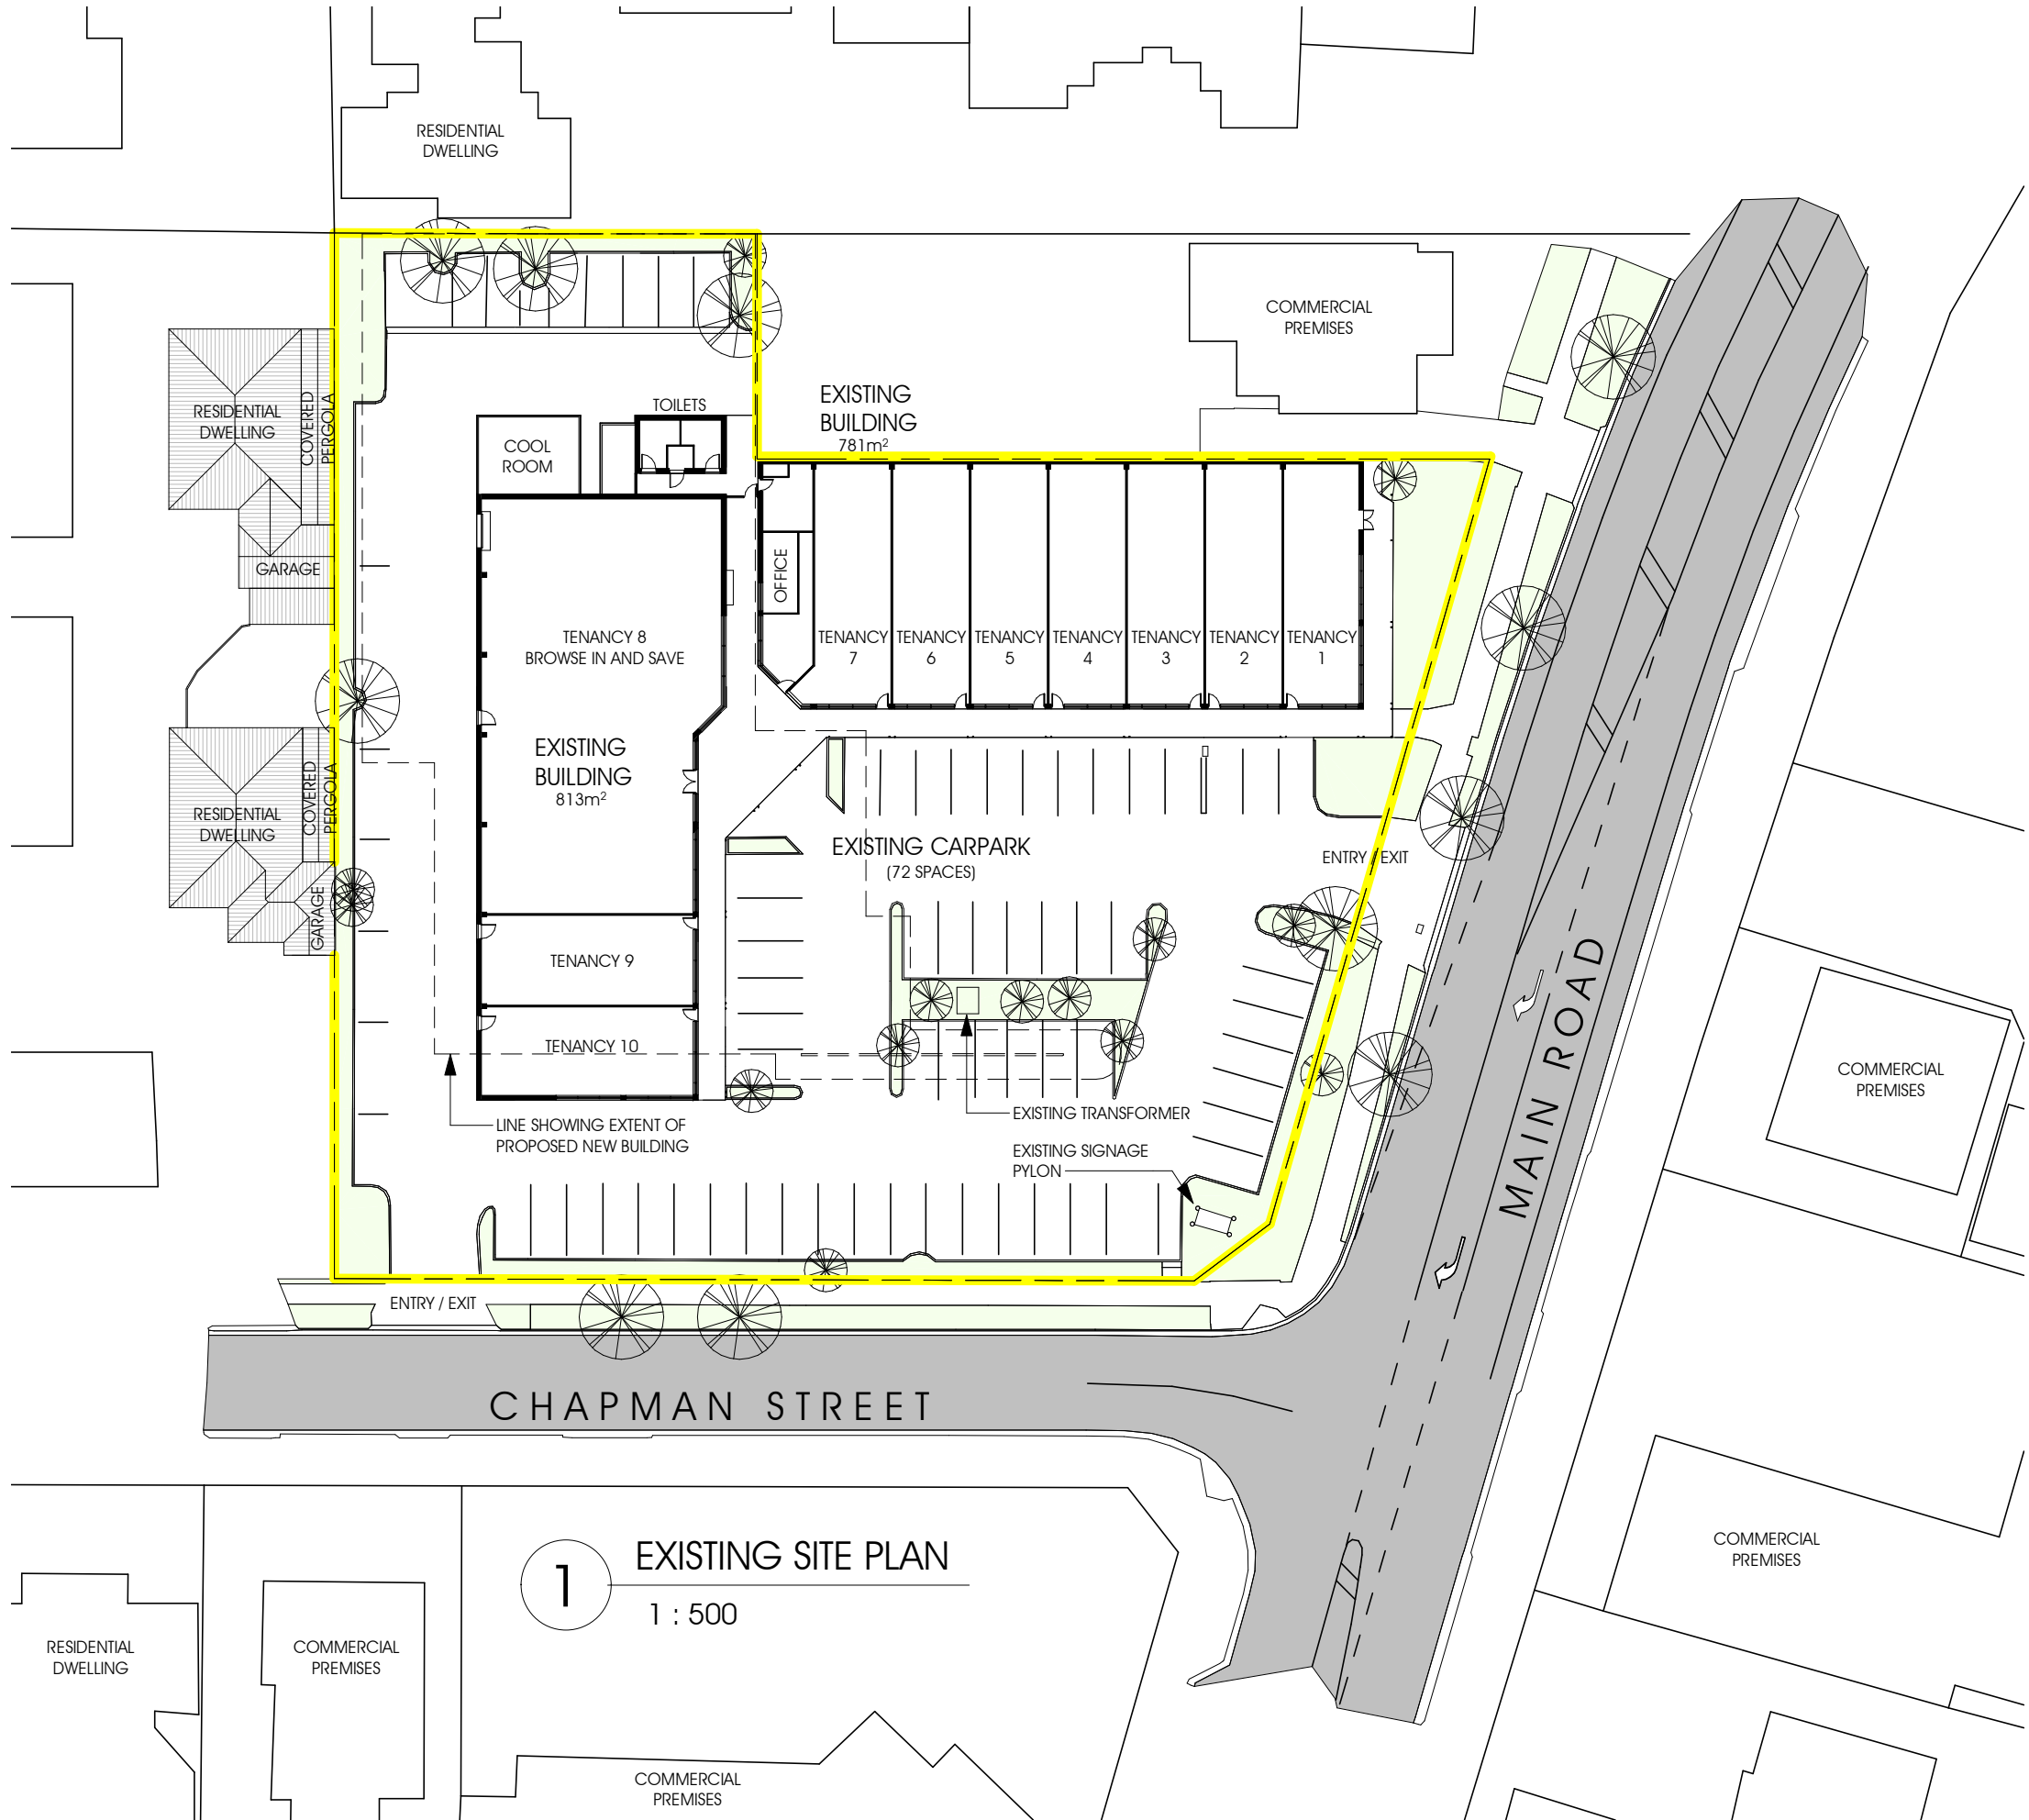 RESIDENTIAL
DWELLING
COMMERCIAL
PREMISES
EXISTING
BUILDING
781m²
TOILETS
COOL
ROOM
RESIDENTIAL
DWELLING
COVERED
PERGOLA
GARAGE
OFFICE
TENANCY 8
BROWSE IN AND SAVE
TENANCY
7
TENANCY
6
TENANCY
5
TENANCY
4
TENANCY
3
TENANCY
2
TENANCY
1
EXISTING
BUILDING
813m²
RESIDENTIAL
DWELLING
COVERED
PERGOLA
GARAGE
EXISTING CARPARK
(72 SPACES)
ENTRY / EXIT
TENANCY 9
TENANCY 10
MAIN ROAD
COMMERCIAL
PREMISES
LINE SHOWING EXTENT OF
PROPOSED NEW BUILDING
EXISTING TRANSFORMER
EXISTING SIGNAGE
PYLON
ENTRY / EXIT
CHAPMAN STREET
1
EXISTING SITE PLAN
1 : 500
COMMERCIAL
PREMISES
RESIDENTIAL
DWELLING
COMMERCIAL
PREMISES
COMMERCIAL
PREMISES